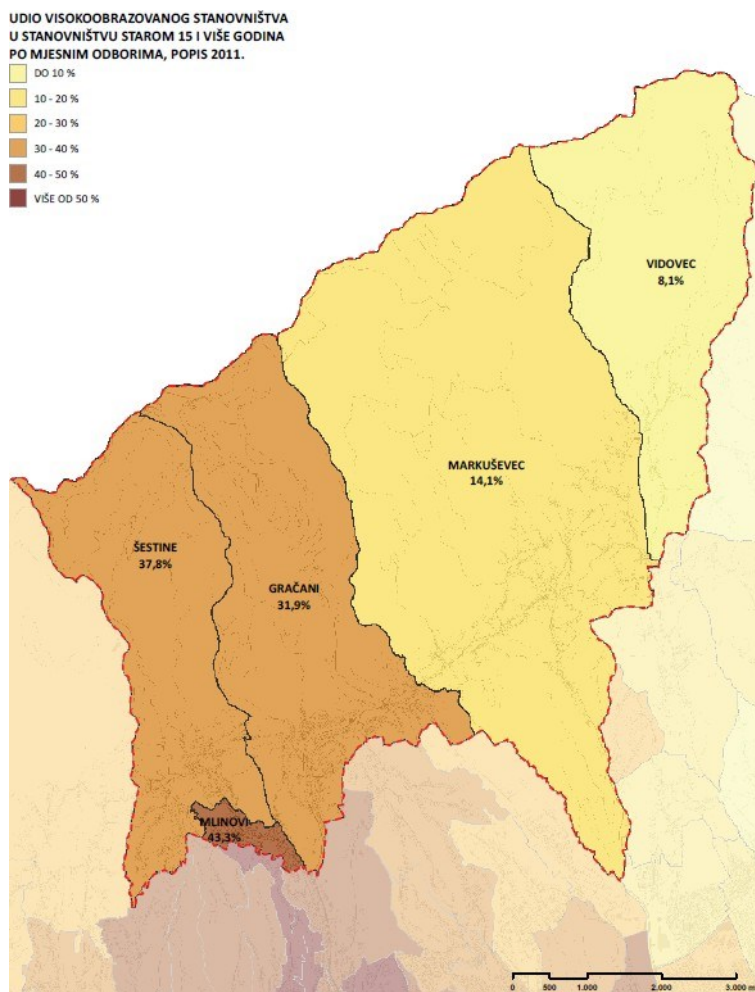 UDIO VISOKOOBRAZOVANOG STANOVNIŠTVA
U STANOVNIŠTVU STAROM 15 I VIŠE GODINA
PO MJESNIM ODBORIMA, POPIS 2011.
DO 10 %
10 - 20 %
20 - 30 %
30 - 40 %
40 - 50 %
VIŠE OD 50 %
VIDOVEC
8,1%
MARKUŠEVEC
14,1%
ŠESTINE
37,8%
GRAČANI
31,9%
MLINOVI
43,3%
0 500 1.000 2.000 3.000 m